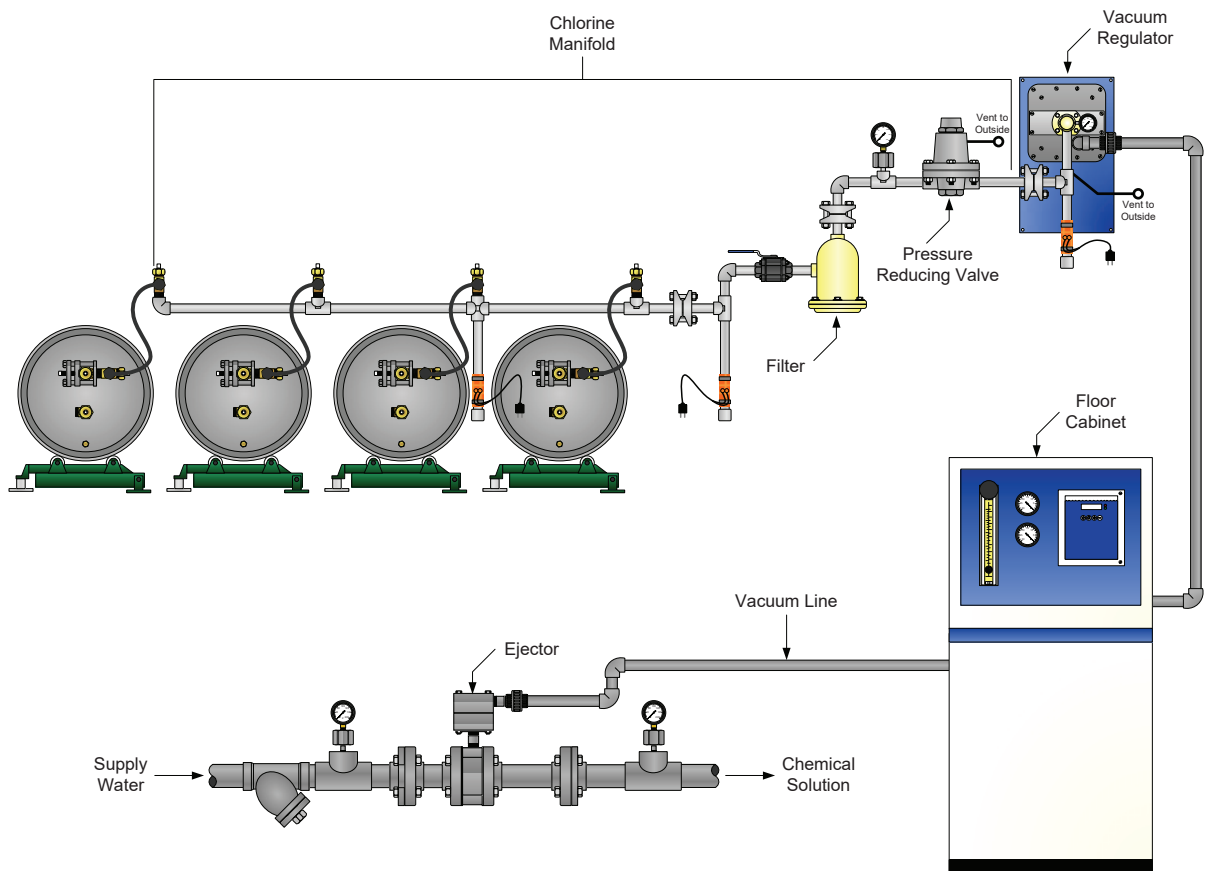 Chlorine
Manifold
Vacuum
Regulator
Vent to
Outside
Vent to
Outside
Pressure
Reducing Valve
Filter
Floor
Cabinet
Vacuum Line
Ejector
Supply
Water
Chemical
Solution